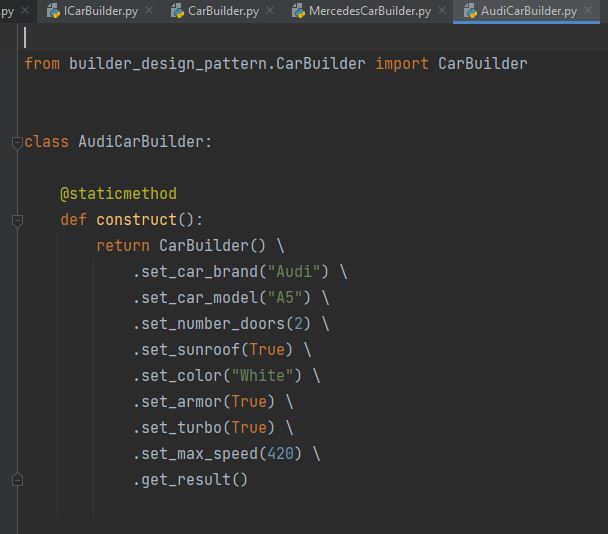 .py ICarBuilder.py CarBuilder.py MercedesCarBuilder.py AudiCarBuilder.py
from builder_design_pattern.CarBuilder import CarBuilder
class AudiCarBuilder:
@staticmethod
def construct():
return CarBuilder() \
.set_car_brand("Audi") \
.set_car_model("A5") \
.set_number_doors(2) \
.set_sunroof(True) \
.set_color("White") \
.set_armor(True) \
.set_turbo(True) \
.set_max_speed(420) \
.get_result()